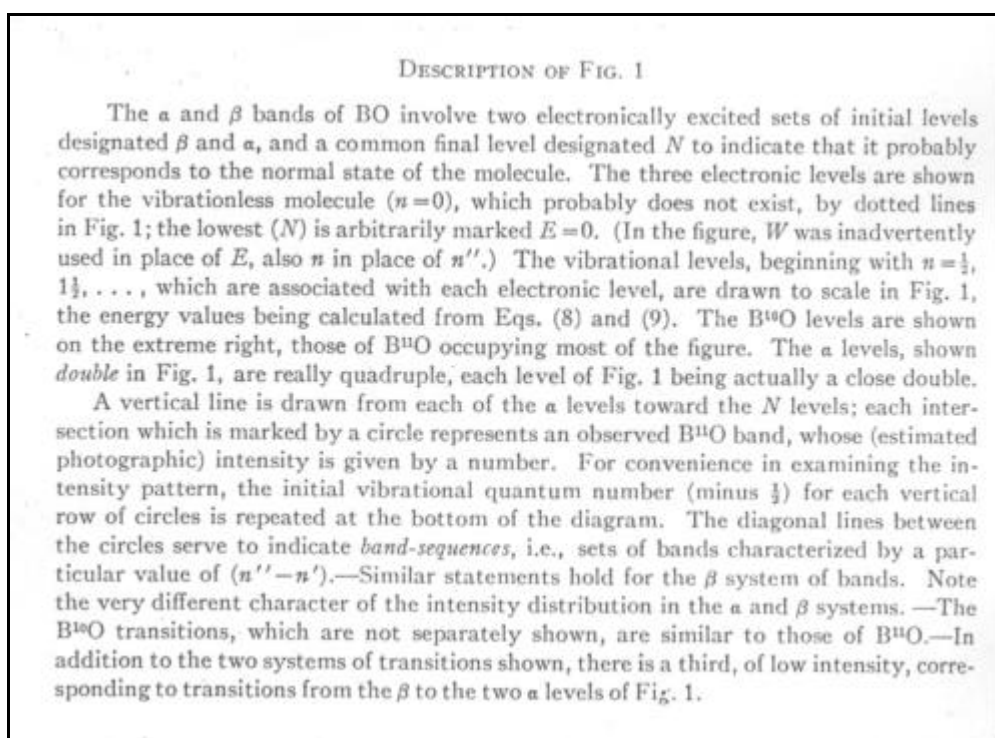 DESCRIPTION OF FIG. 1
The α and β bands of BO involve two electronically excited sets of initial levels
designated β and α, and a common final level designated N to indicate that it probably
corresponds to the normal state of the molecule. The three electronic levels are shown
for the vibrationless molecule (n=0), which probably does not exist, by dotted lines
in Fig. 1; the lowest (N) is arbitrarily marked E=0. (In the figure, W was inadvertently
used in place of E, also n in place of n''.) The vibrational levels, beginning with n=½,
1½, . . . , which are associated with each electronic level, are drawn to scale in Fig. 1,
the energy values being calculated from Eqs. (8) and (9). The B¹⁰O levels are shown
on the extreme right, those of B¹¹O occupying most of the figure. The α levels, shown
double in Fig. 1, are really quadruple, each level of Fig. 1 being actually a close double.
A vertical line is drawn from each of the α levels toward the N levels; each inter-
section which is marked by a circle represents an observed B¹¹O band, whose (estimated
photographic) intensity is given by a number. For convenience in examining the in-
tensity pattern, the initial vibrational quantum number (minus ½) for each vertical
row of circles is repeated at the bottom of the diagram. The diagonal lines between
the circles serve to indicate band-sequences, i.e., sets of bands characterized by a par-
ticular value of (n''−n').—Similar statements hold for the β system of bands. Note
the very different character of the intensity distribution in the α and β systems. —The
B¹⁰O transitions, which are not separately shown, are similar to those of B¹¹O.—In
addition to the two systems of transitions shown, there is a third, of low intensity, corre-
sponding to transitions from the β to the two α levels of Fig. 1.